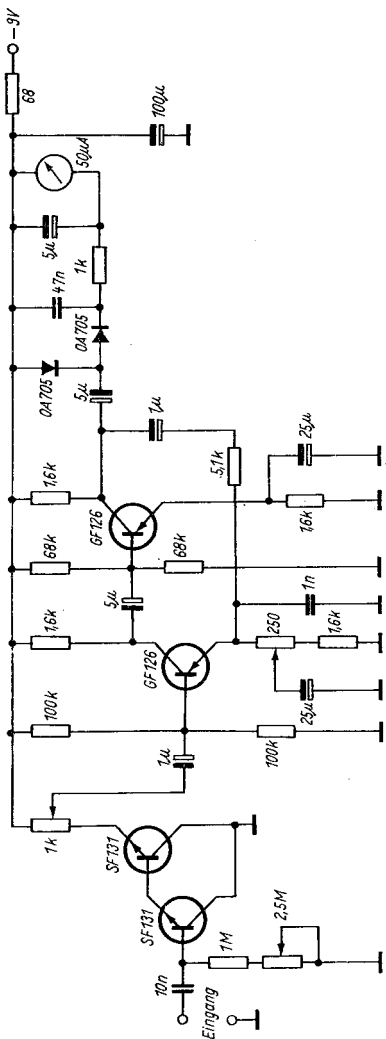 Eingang
10n
1M
2,5M
SF131
SF131
1k
1µ
100k
100k
GF126
1,6k
5µ
25µ
250
1,6k
1n
68k
68k
GF126
1,6k
5,1k
1µ
25µ
1,6k
5µ
OA705
OA705
47n
1k
5µ
50µA
100µ
68
-9V